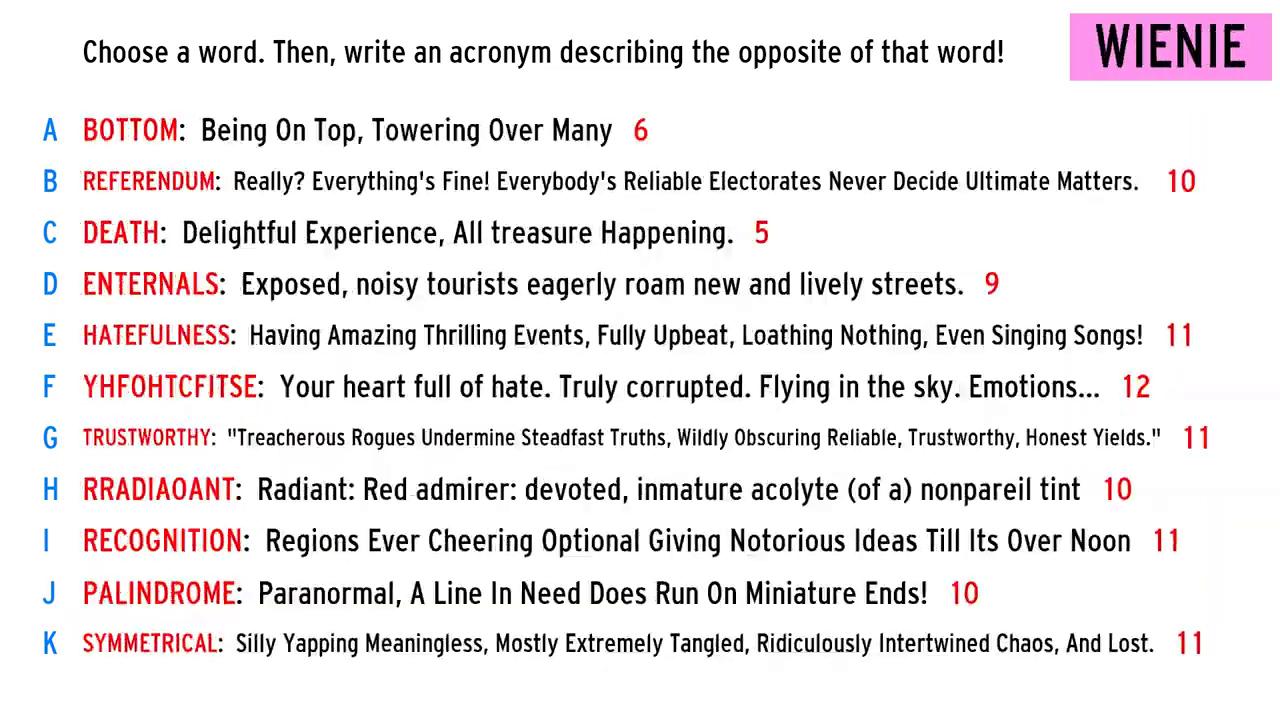 Choose a word. Then, write an acronym describing the opposite of that word!
WIENIE
A BOTTOM: Being On Top, Towering Over Many 6
B REFERENDUM: Really? Everything's Fine! Everybody's Reliable Electorates Never Decide Ultimate Matters. 10
C DEATH: Delightful Experience, All treasure Happening. 5
D ENTERNALS: Exposed, noisy tourists eagerly roam new and lively streets. 9
E HATEFULNESS: Having Amazing Thrilling Events, Fully Upbeat, Loathing Nothing, Even Singing Songs! 11
F YHFOHTCFITSE: Your heart full of hate. Truly corrupted. Flying in the sky. Emotions... 12
G TRUSTWORTHY: "Treacherous Rogues Undermine Steadfast Truths, Wildly Obscuring Reliable, Trustworthy, Honest Yields." 11
H RRADIAOANT: Radiant: Red admirer: devoted, inmature acolyte (of a) nonpareil tint 10
I RECOGNITION: Regions Ever Cheering Optional Giving Notorious Ideas Till Its Over Noon 11
J PALINDROME: Paranormal, A Line In Need Does Run On Miniature Ends! 10
K SYMMETRICAL: Silly Yapping Meaningless, Mostly Extremely Tangled, Ridiculously Intertwined Chaos, And Lost. 11